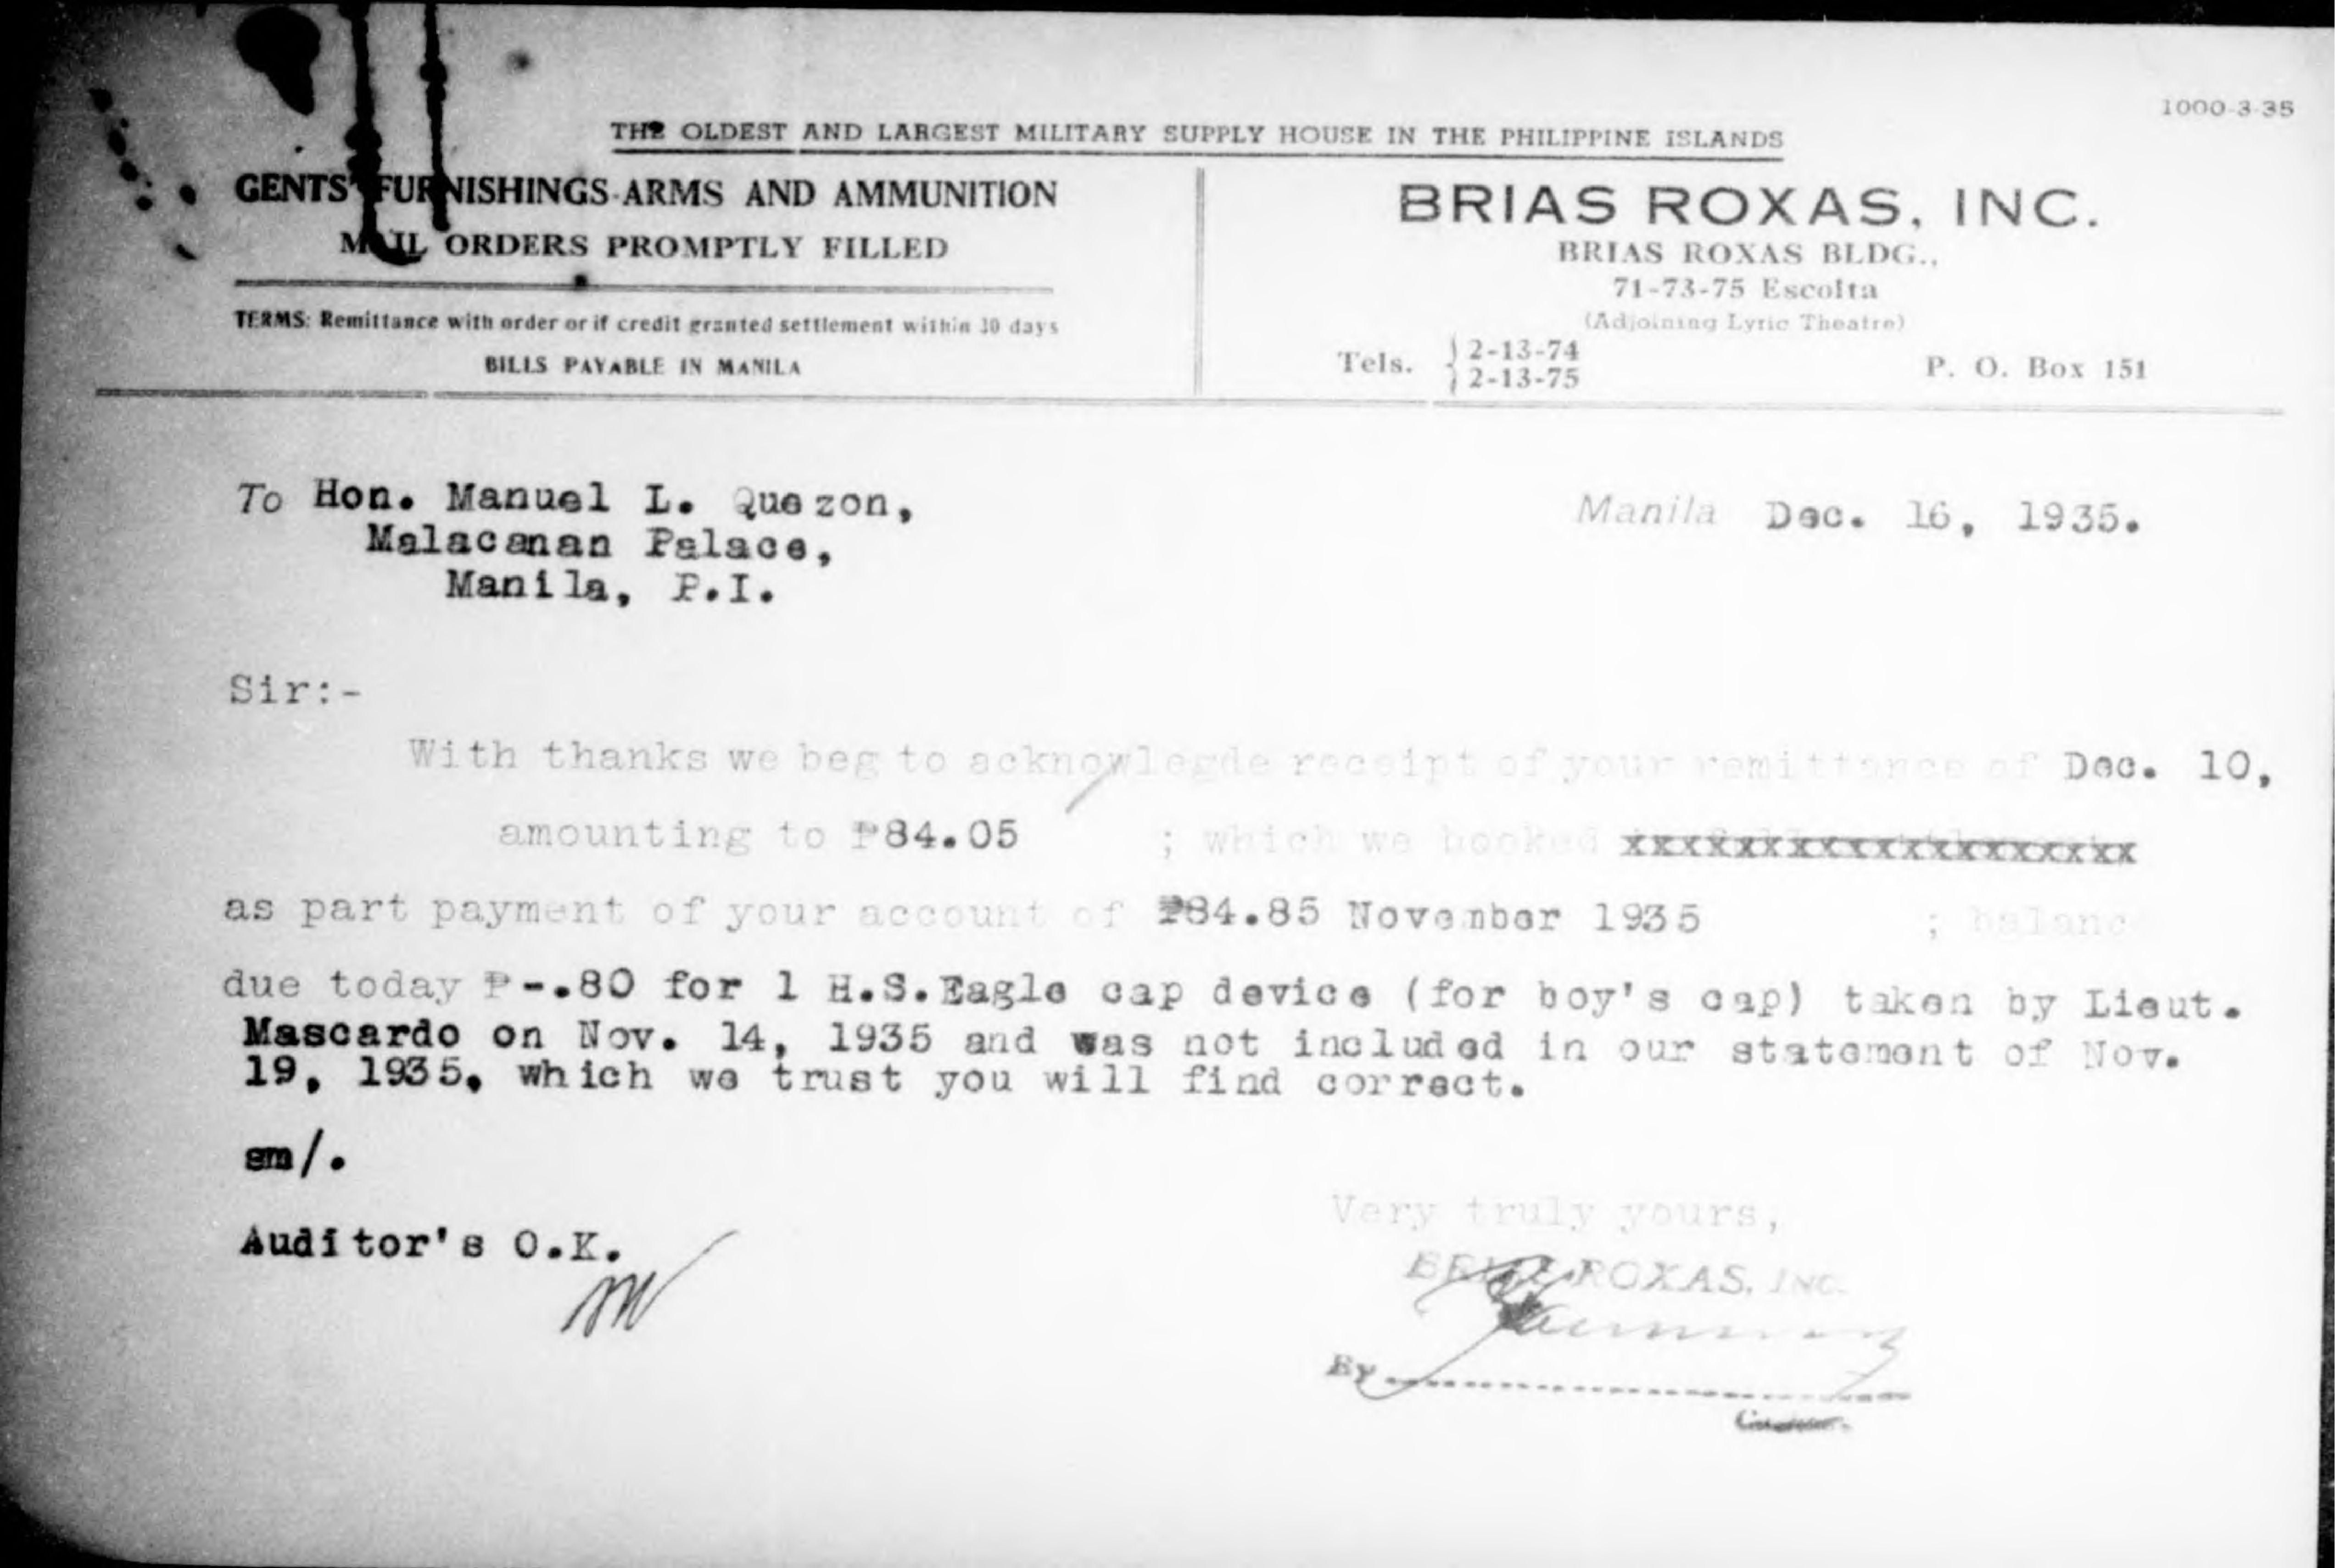 1000-3-35
THE OLDEST AND LARGEST MILITARY SUPPLY HOUSE IN THE PHILIPPINE ISLANDS
GENTS' FURNISHINGS-ARMS AND AMMUNITION
MAIL ORDERS PROMPTLY FILLED
TERMS: Remittance with order or if credit granted settlement within 30 days
BILLS PAYABLE IN MANILA
BRIAS ROXAS, INC.
BRIAS ROXAS BLDG.,
71-73-75 Escolta
(Adjoining Lyric Theatre)
Tels. { 2-13-74
2-13-75
P. O. Box 151
To Hon. Manuel L. Quezon,
Malacanan Palace,
Manila, P.I.
Manila Dec. 16, 1935.
Sir:-
With thanks we beg to acknowlegde receipt of your remittance of Dec. 10,
amounting to ₱84.05 ; which we booked
as part payment of your account of ₱84.85 November 1935 ; balance
due today ₱-.80 for 1 H.S.Eagle cap device (for boy's cap) taken by Lieut.
Mascardo on Nov. 14, 1935 and was not included in our statement of Nov.
19, 1935, which we trust you will find correct.
sm/.
Auditor's O.K.
Very truly yours,
BRIAS ROXAS, INC.
By